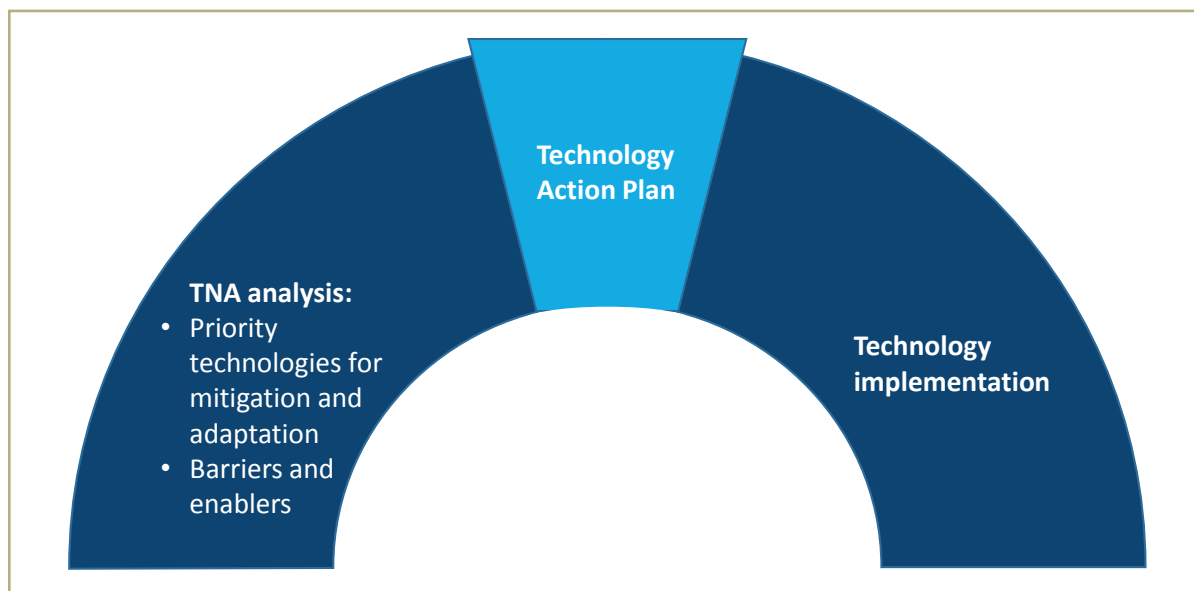 Technology
Action Plan
TNA analysis:
• Priority
technologies for
mitigation and
adaptation
• Barriers and
enablers
Technology
implementation